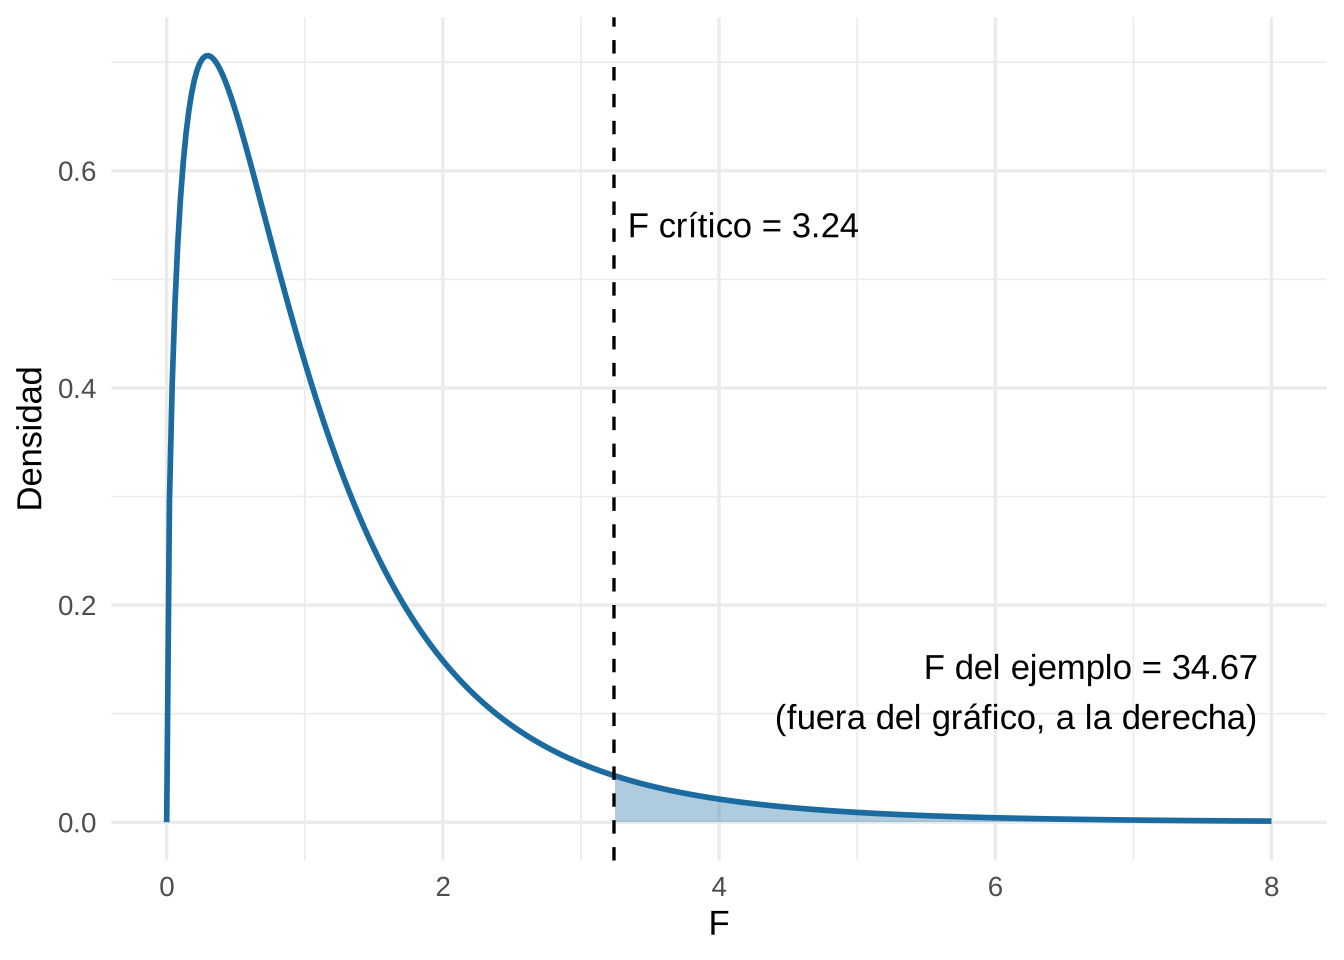 0.6
F crítico = 3.24
Densidad
0.4
0.2
F del ejemplo = 34.67
(fuera del gráfico, a la derecha)
0.0
0 2 4 6 8
F